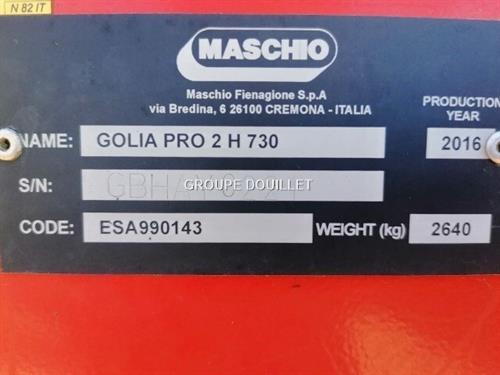 N 82 IT
MASCHIO
Maschio Fienagione S.p.A
via Bredina, 6 26100 CREMONA - ITALIA
PRODUCTION YEAR
NAME: GOLIA PRO 2 H 730 2016
S/N:
GROUPE DOUILLET
CODE: ESA990143 WEIGHT (kg) 2640